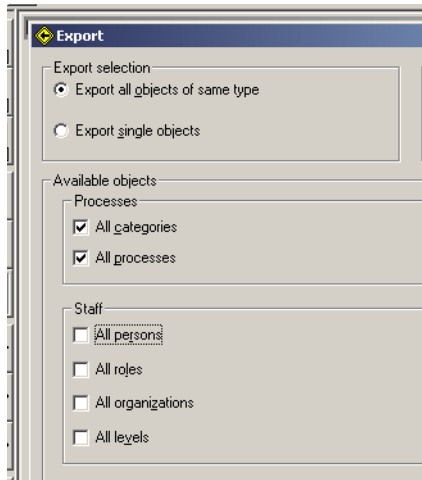 Export
Export selection
Export all objects of same type
Export single objects
Available objects
Processes
All categories
All processes
Staff
All persons
All roles
All organizations
All levels